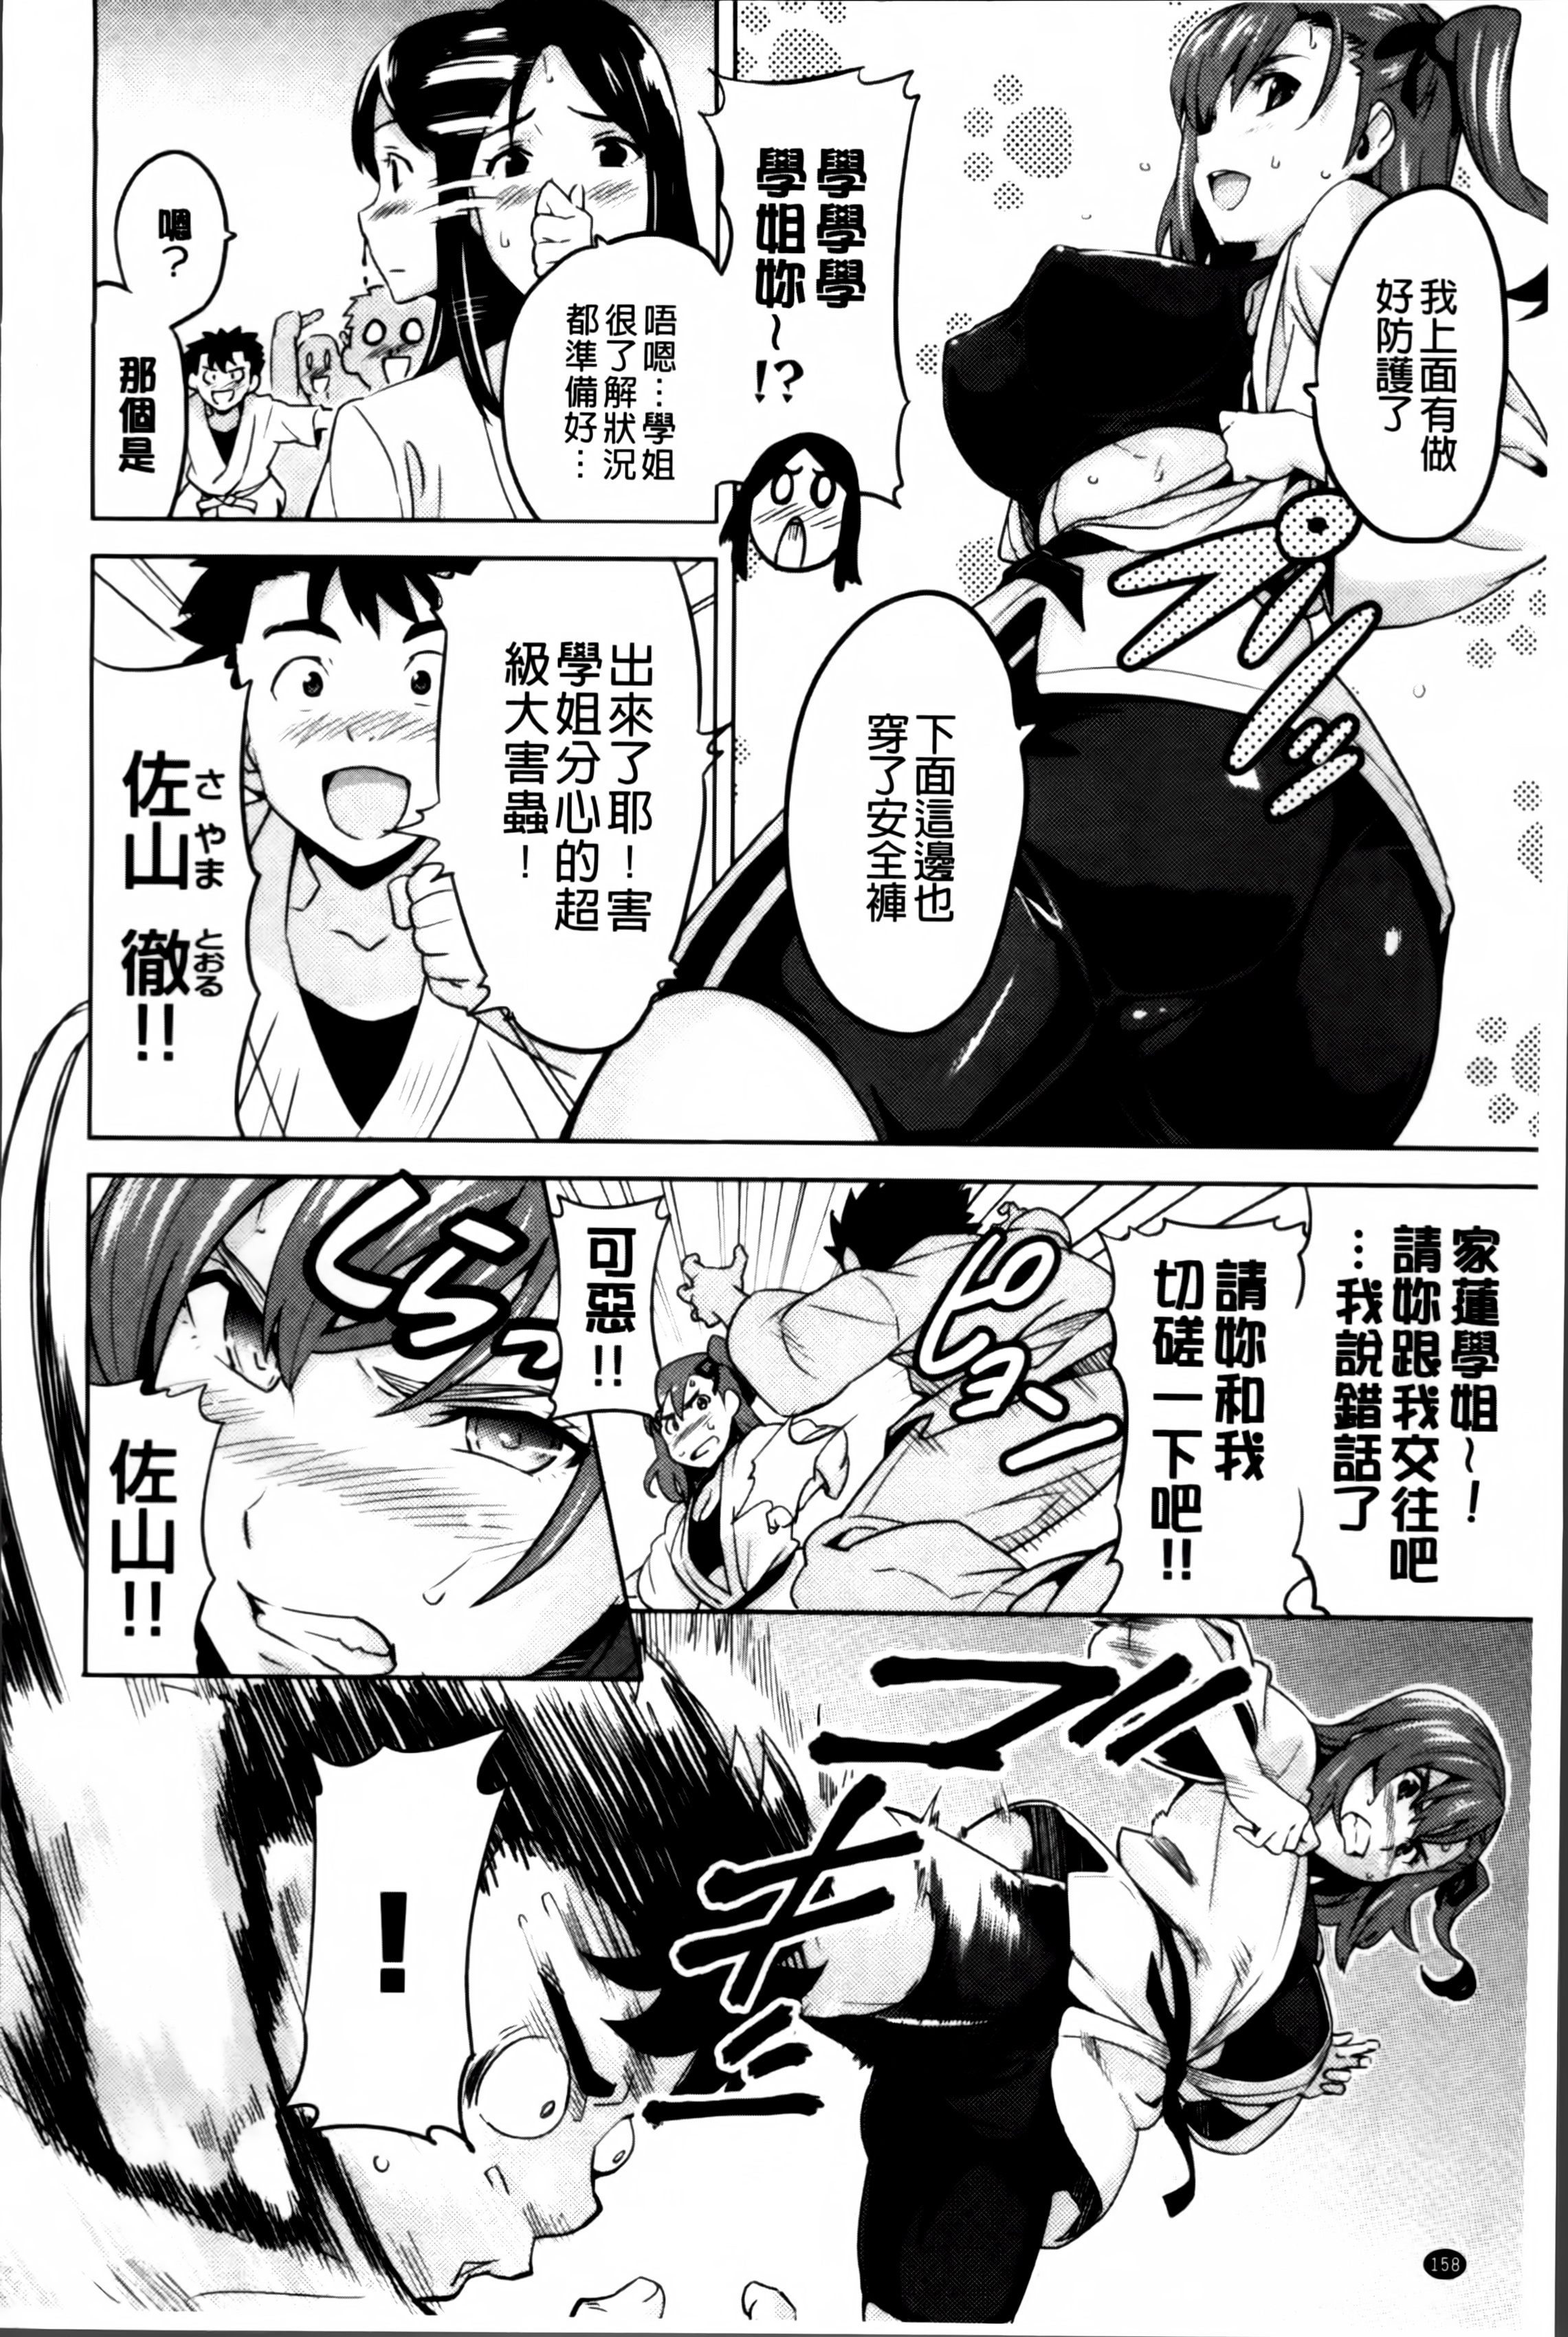 我上面有做
好防護了
學學學
學姐妳～!?
下面這邊也
穿了安全褲
唔嗯…學姐
很了解狀況
都準備好…
嗯？
那個是
出來了耶！害
學姐分心的超
級大害蟲！
佐山 徹!!
さ やま とおる
家蓮學姐～！
請妳跟我交往吧
…我說錯話了
請妳和我
切磋一下吧!!
ピョーン
可惡!!
くらっ
佐山!!
！
158